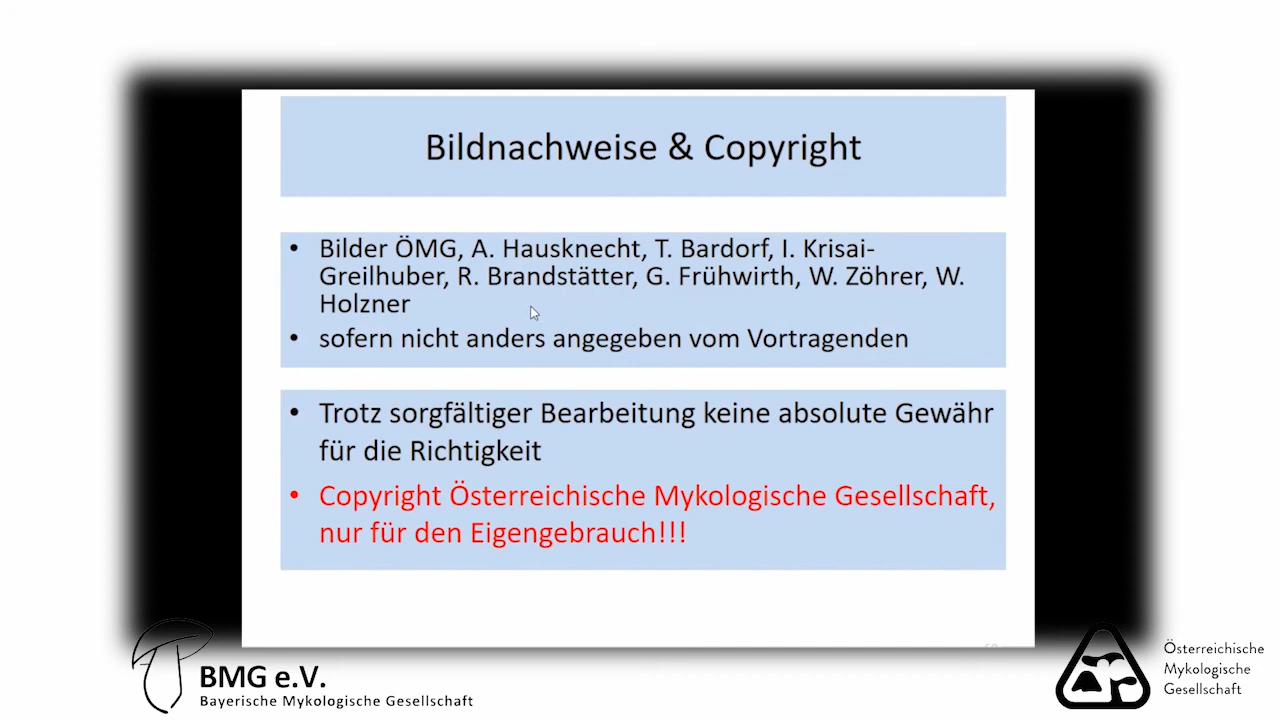 Bildnachweise & Copyright
• Bilder ÖMG, A. Hausknecht, T. Bardorf, I. Krisai-
Greilhuber, R. Brandstätter, G. Frühwirth, W. Zöhrer, W.
Holzner
• sofern nicht anders angegeben vom Vortragenden
• Trotz sorgfältiger Bearbeitung keine absolute Gewähr
für die Richtigkeit
• Copyright Österreichische Mykologische Gesellschaft,
nur für den Eigengebrauch!!!
BMG e.V.
Bayerische Mykologische Gesellschaft
Österreichische
Mykologische
Gesellschaft